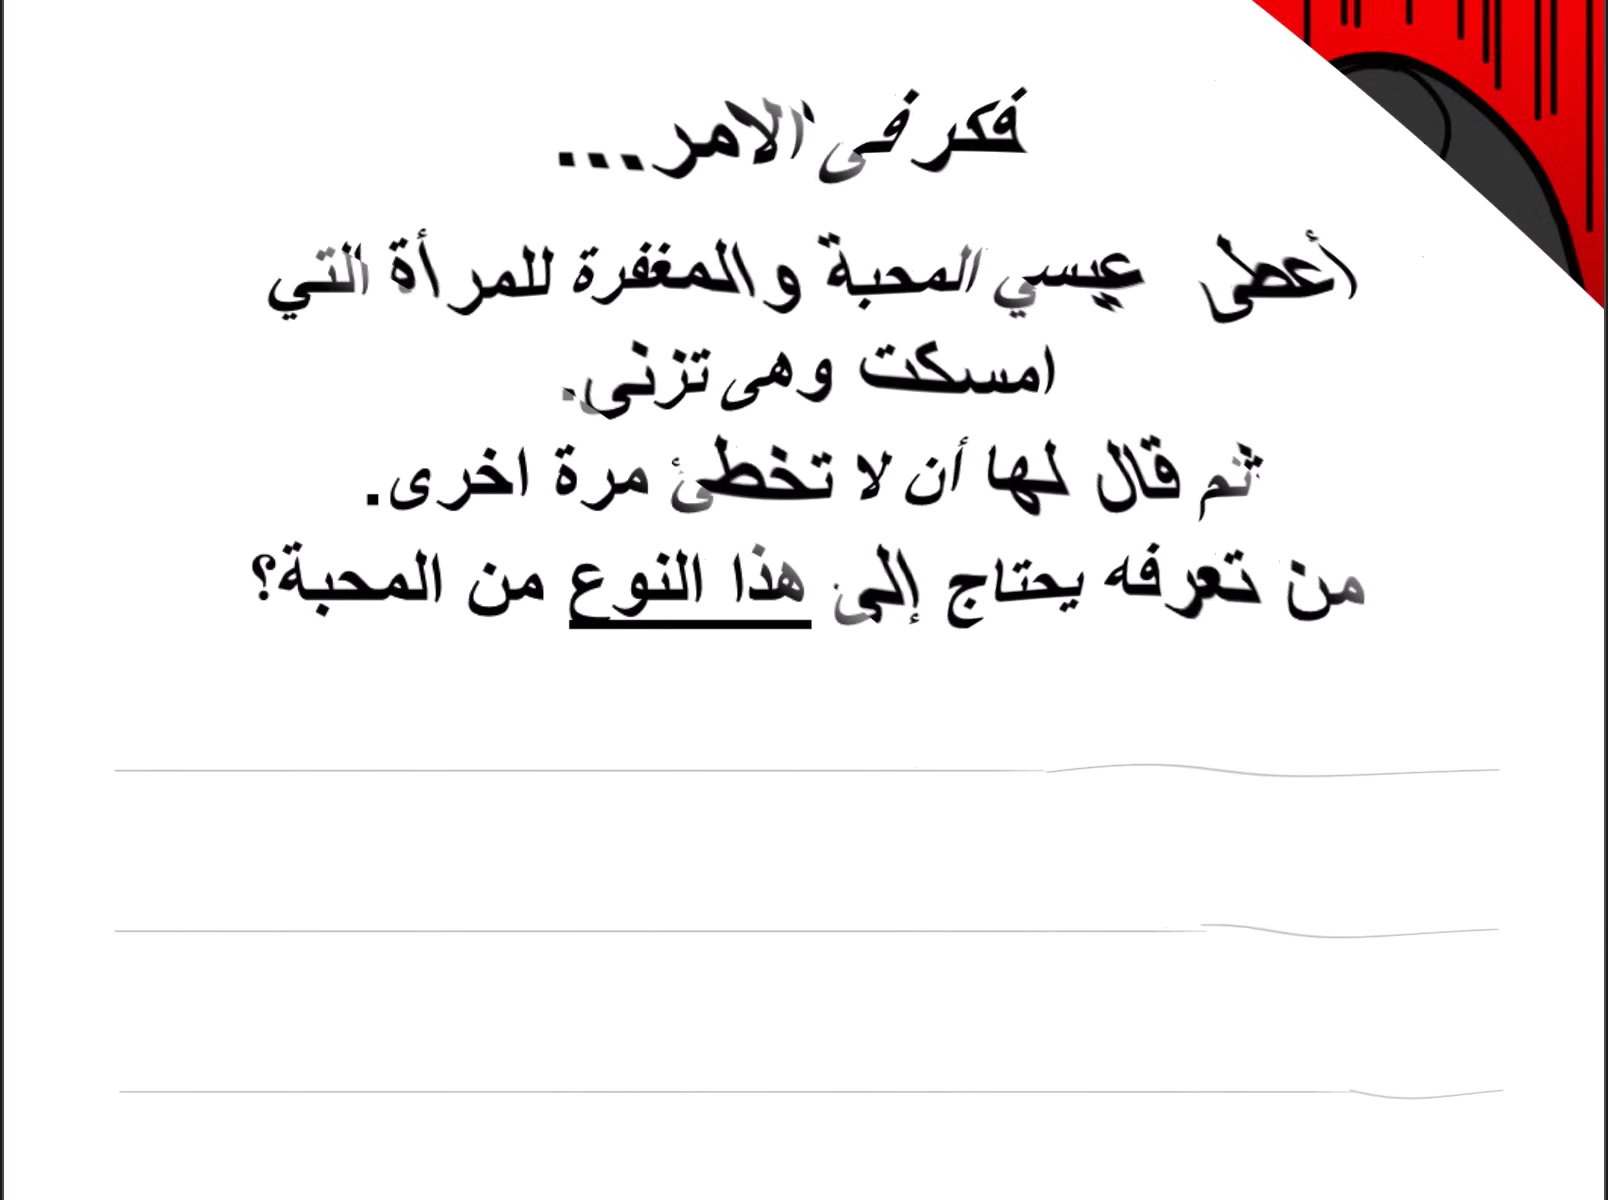 فكر فى الامر...
أعطى عيسي المحبة والمغفرة للمرأة التي
امسكت وهى تزنى.
ثم قال لها أن لا تخطئ مرة اخرى.
من تعرفه يحتاج إلى هذا النوع من المحبة؟